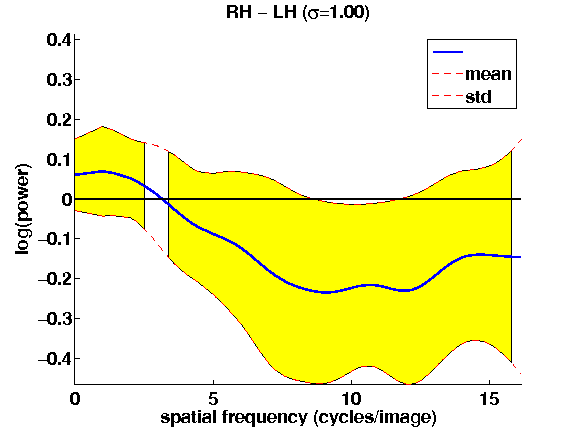 RH − LH (σ=1.00)
0.4
0.3
0.2
0.1
0
−0.1
−0.2
−0.3
−0.4
log(power)
mean
std
0
5
10
15
spatial frequency (cycles/image)